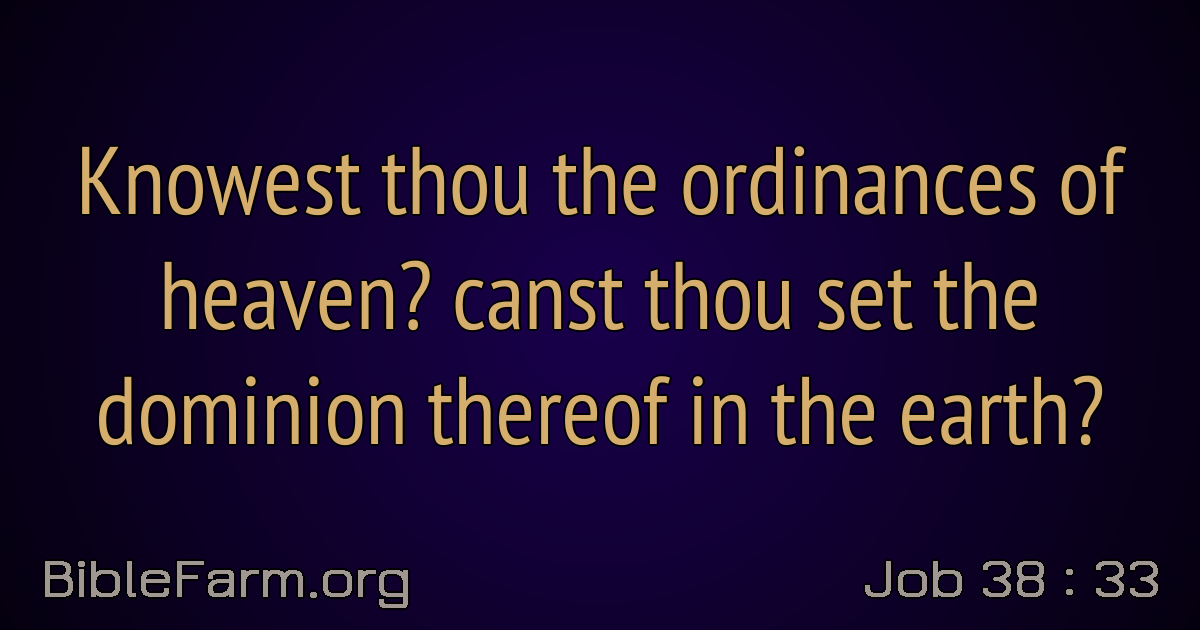 Knowest thou the ordinances of
heaven? canst thou set the
dominion thereof in the earth?
BibleFarm.org
Job 38 : 33